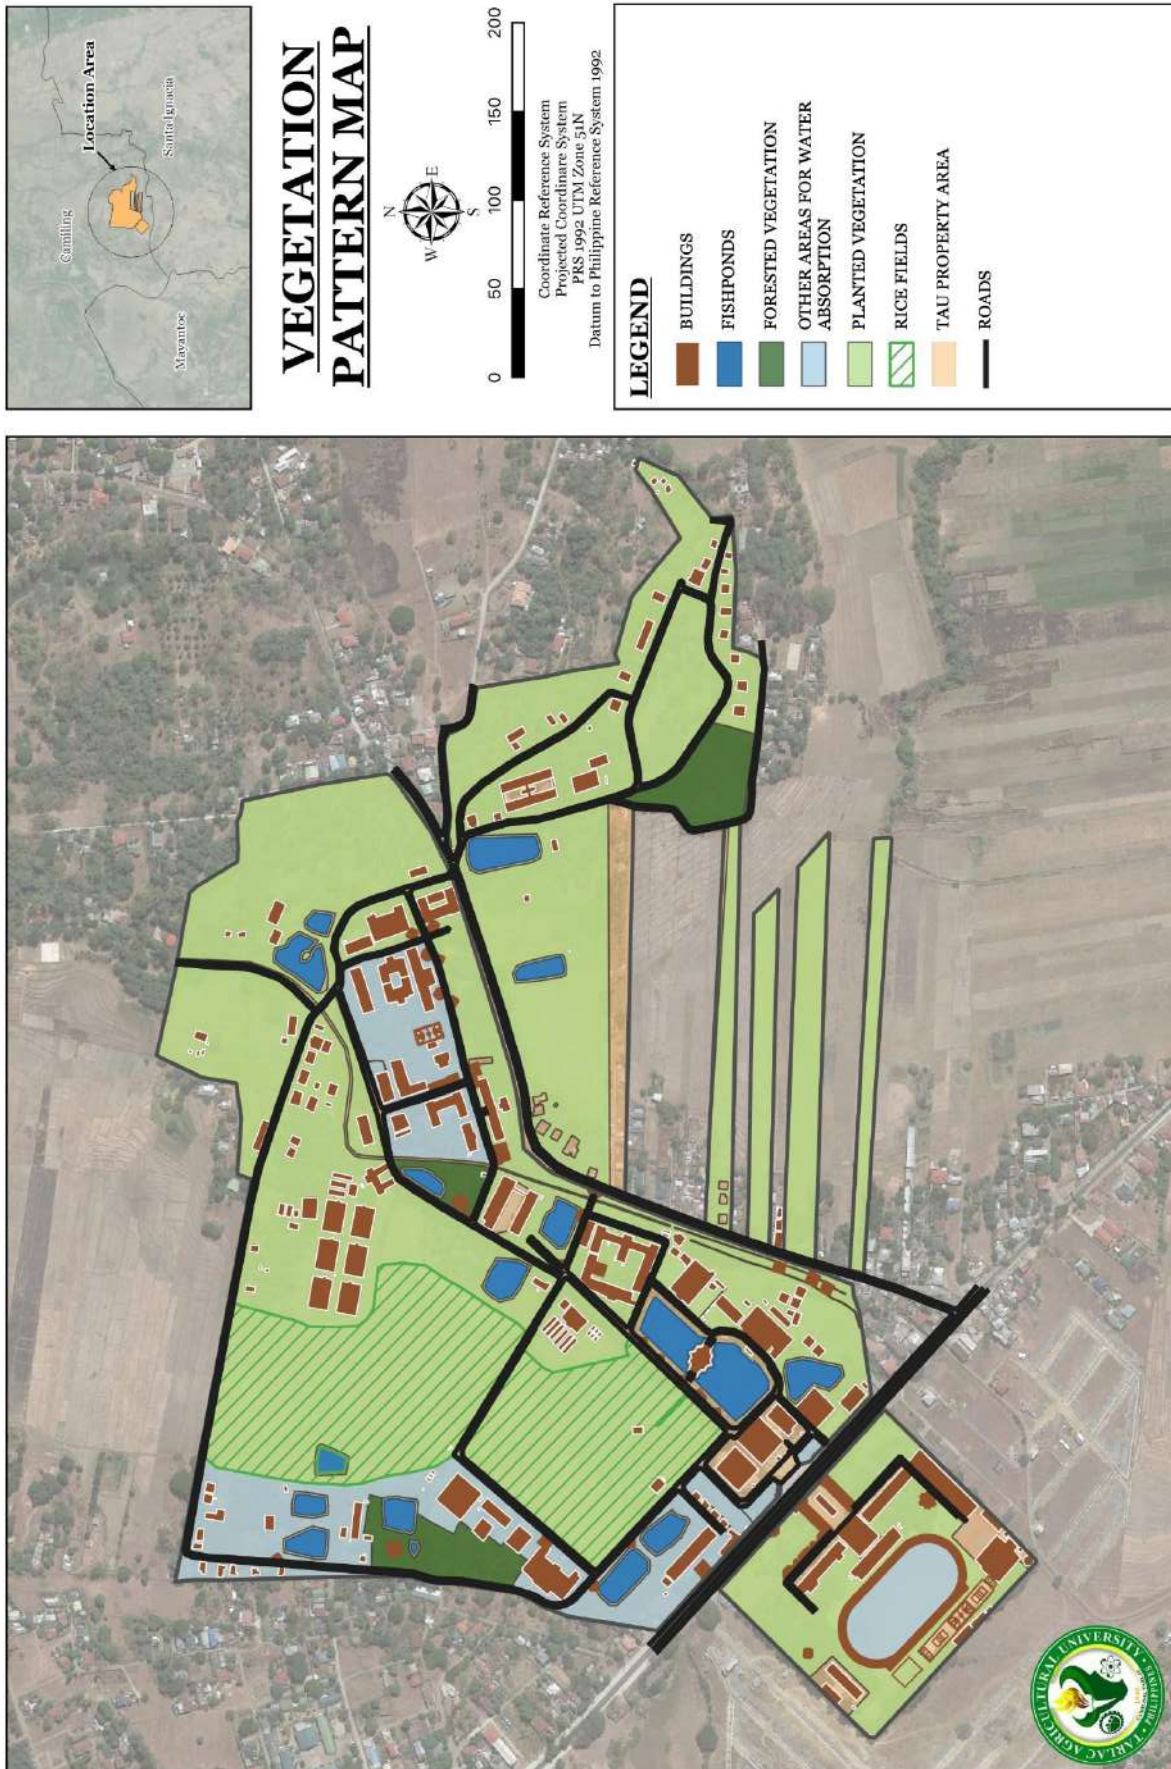 Camiling
Location Area
Santa Ignacia
Mayantoc
VEGETATION
PATTERN MAP
N
W E
S
0 50 100 150 200
Coordinate Reference System
Projected Coordinare System
PRS 1992 UTM Zone 51N
Datum to Philippine Reference System 1992
LEGEND
BUILDINGS
FISHPONDS
FORESTED VEGETATION
OTHER AREAS FOR WATER
ABSORPTION
PLANTED VEGETATION
RICE FIELDS
TAU PROPERTY AREA
ROADS
TARLAC AGRICULTURAL UNIVERSITY
PHILIPPINES